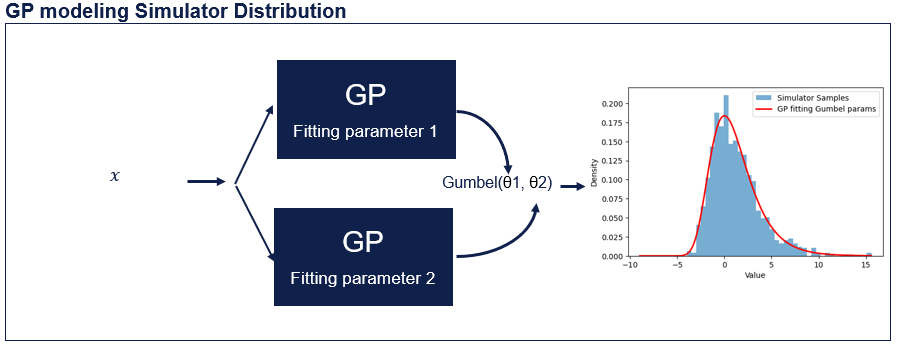 GP modeling Simulator Distribution
GP
Fitting parameter 1
x
Gumbel(θ1, θ2)
GP
Fitting parameter 2
Simulator Samples
GP fitting Gumbel params
Density
0.200
0.175
0.150
0.125
0.100
0.075
0.050
0.025
0.000
−10 −5 0 5 10 15
Value